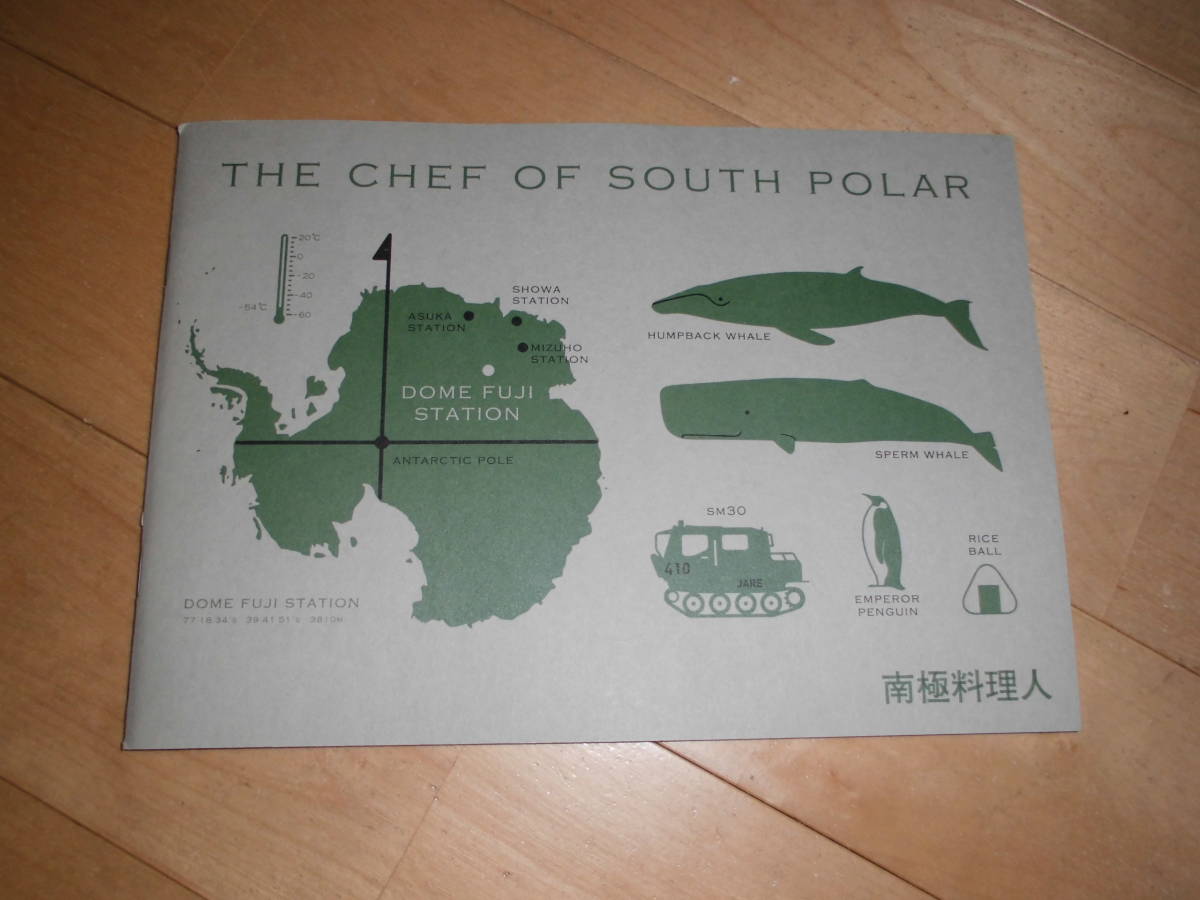 THE CHEF OF SOUTH POLAR
20℃
0
-20
-40
-60
-54℃
SHOWA
STATION
ASUKA
STATION
MIZUHO
STATION
DOME FUJI
STATION
ANTARCTIC POLE
HUMPBACK WHALE
SPERM WHALE
SM30
410
JARE
EMPEROR
PENGUIN
RICE
BALL
DOME FUJI STATION
3810M
南極料理人